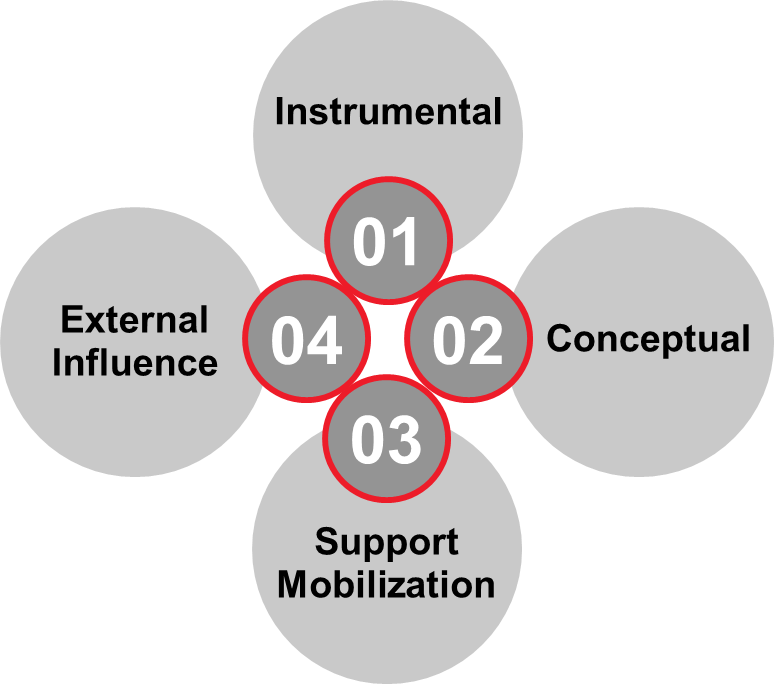 Instrumental
01
02
Conceptual
03
Support
Mobilization
04
External
Influence